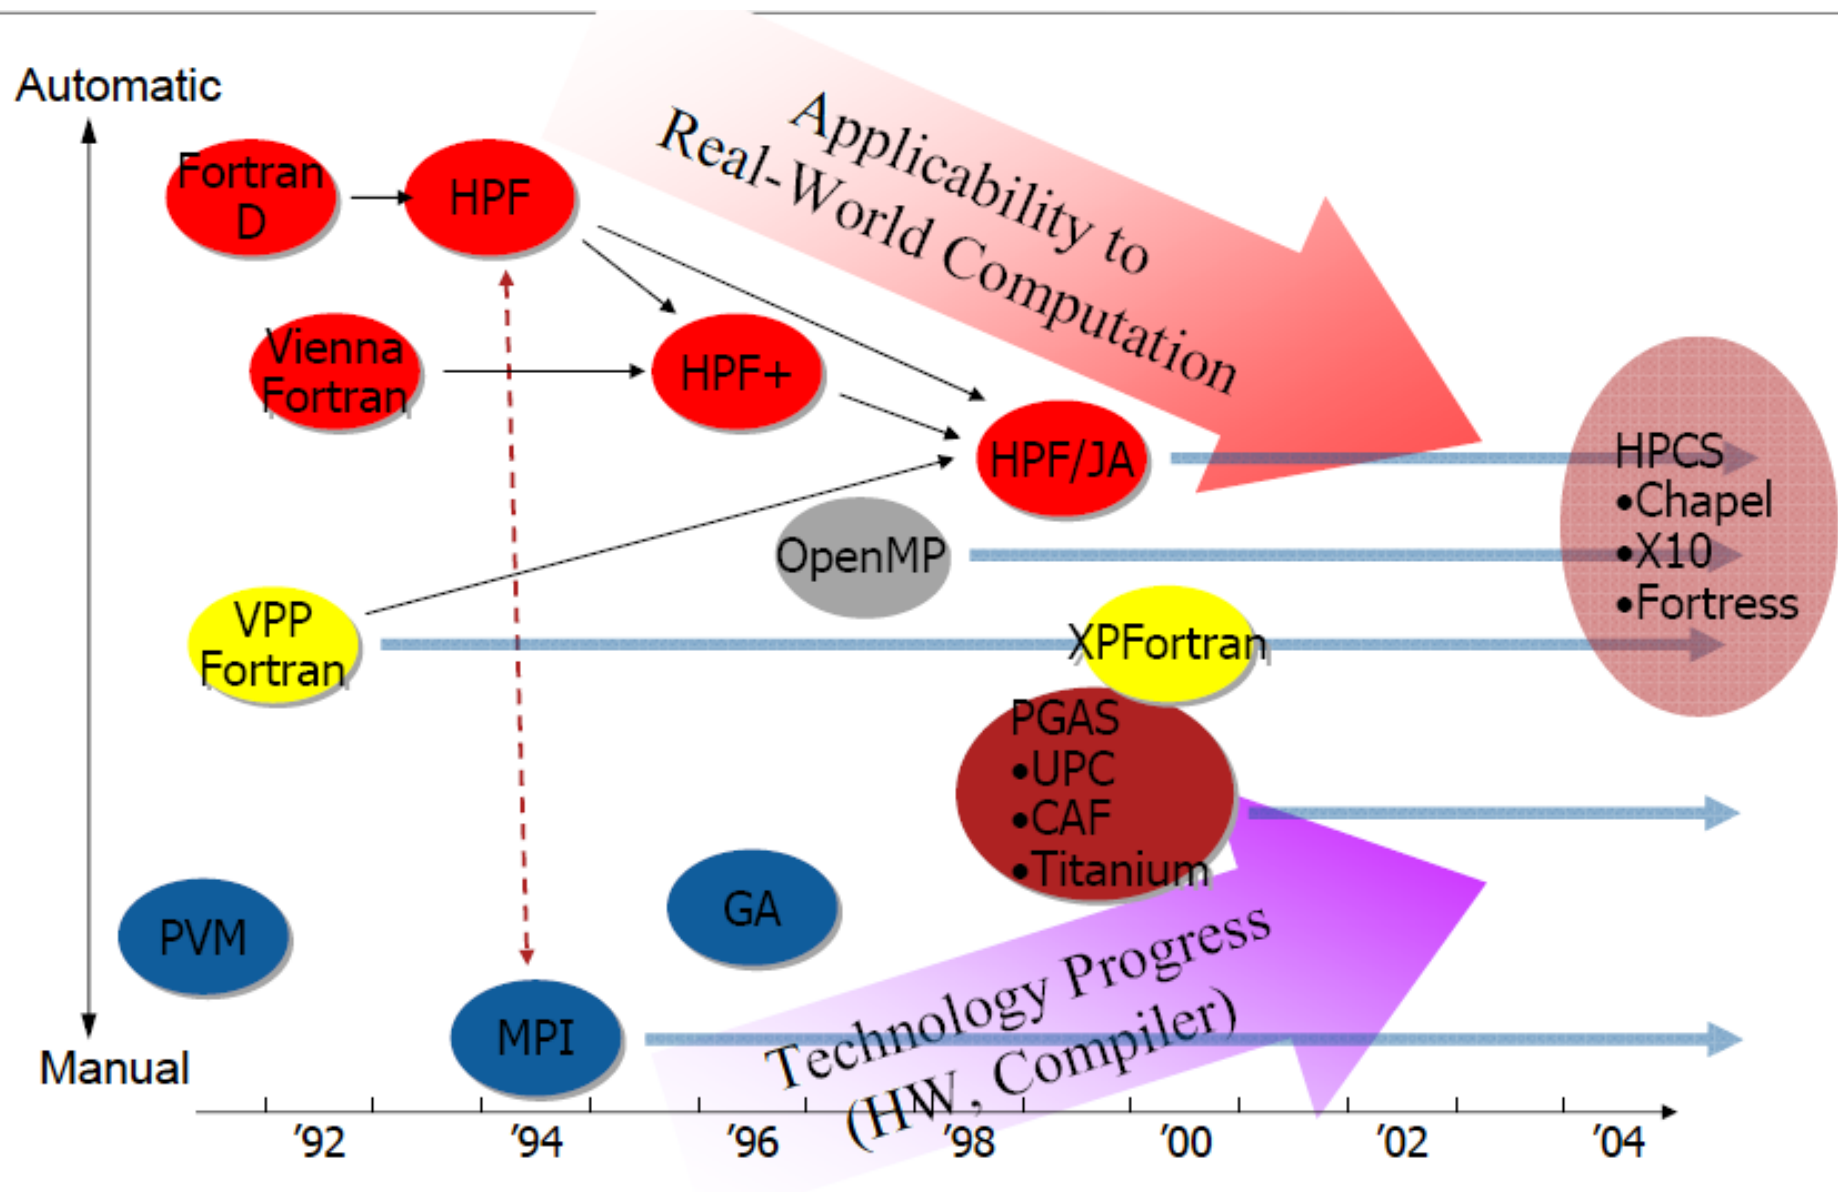 Automatic
Applicability to
Real-World Computation
Fortran
D
HPF
Vienna
Fortran
HPF+
HPF/JA
HPCS
•Chapel
•X10
•Fortress
OpenMP
VPP
Fortran
XPFortran
PGAS
•UPC
•CAF
•Titanium
PVM
GA
MPI
Technology Progress
(HW, Compiler)
Manual
’92 ’94 ’96 ’98 ’00 ’02 ’04